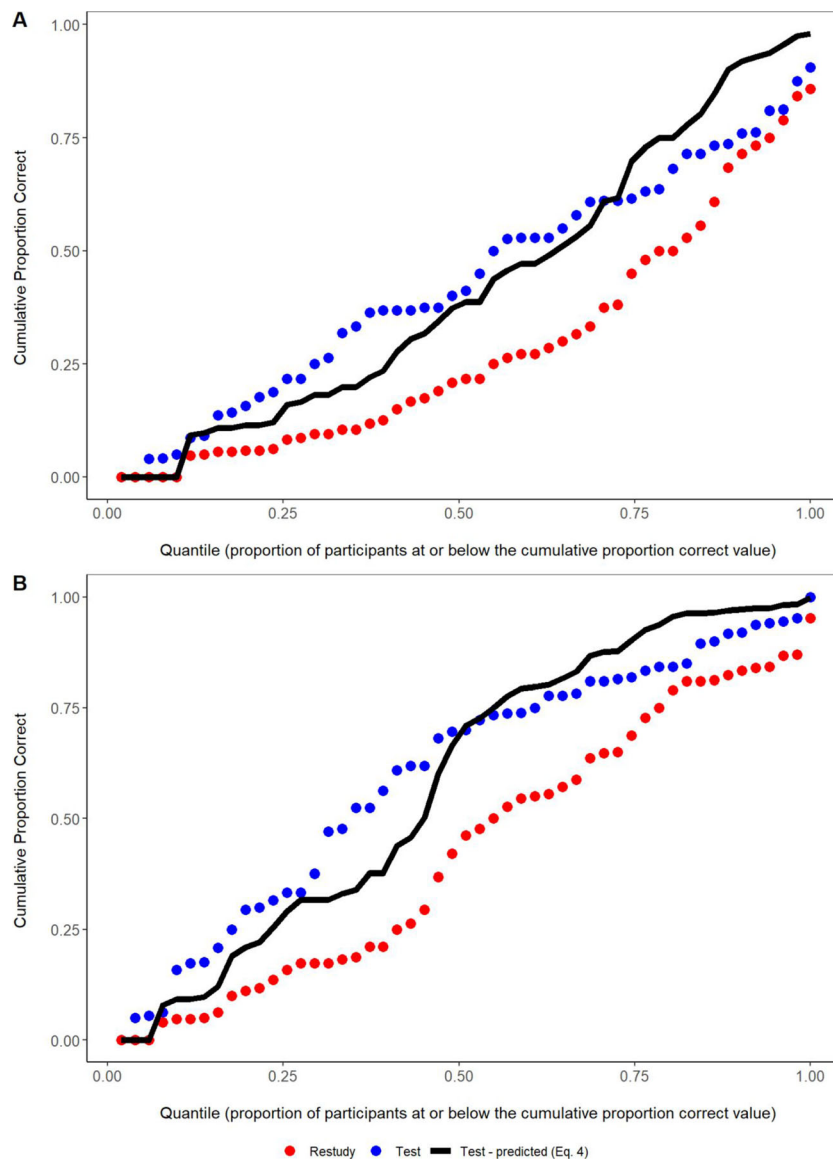 A
1.00
0.75
0.50
0.25
0.00
Cumulative Proportion Correct
0.00 0.25 0.50 0.75 1.00
Quantile (proportion of participants at or below the cumulative proportion correct value)
B
1.00
0.75
0.50
0.25
0.00
Cumulative Proportion Correct
0.00 0.25 0.50 0.75 1.00
Quantile (proportion of participants at or below the cumulative proportion correct value)
Restudy Test Test - predicted (Eq. 4)